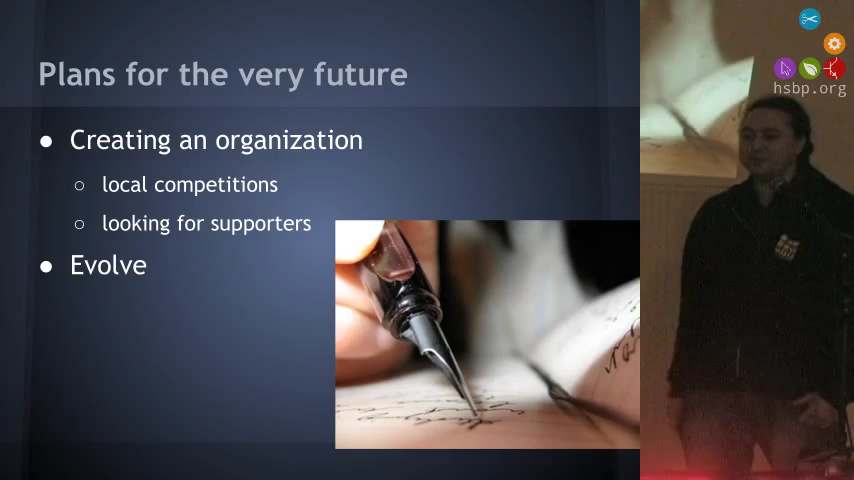 Plans for the very future
hsbp.org
● Creating an organization
○ local competitions
○ looking for supporters
● Evolve